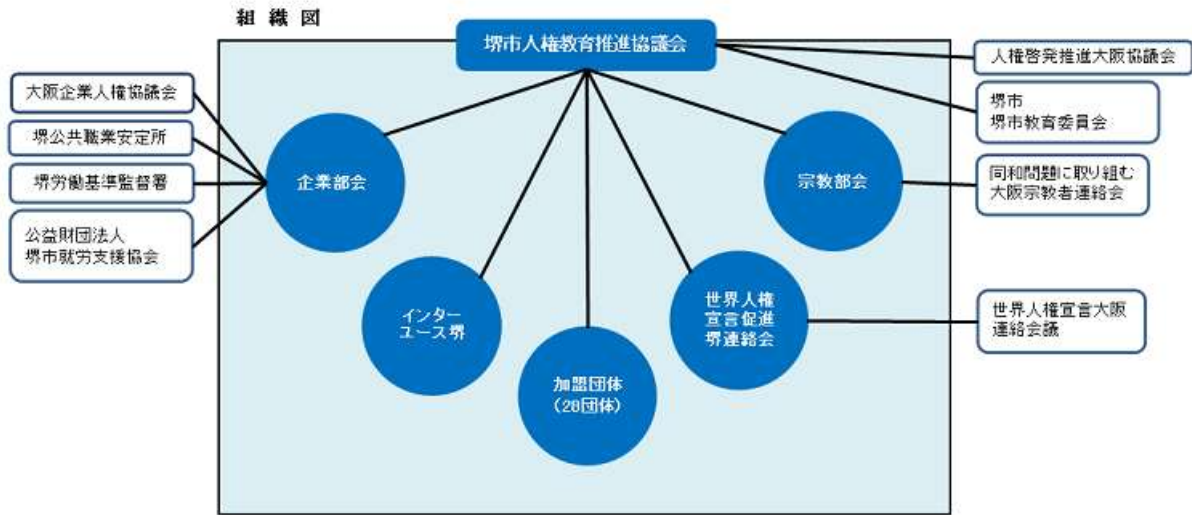 組織図
堺市人権教育推進協議会
大阪企業人権協議会
堺公共職業安定所
堺労働基準監督署
公益財団法人
堺市就労支援協会
企業部会
インター
ユース堺
加盟団体
(28団体)
世界人権
宣言促進
堺連絡会
宗教部会
人権啓発推進大阪協議会
堺市
堺市教育委員会
同和問題に取り組む
大阪宗教者連絡会
世界人権宣言大阪
連絡会議